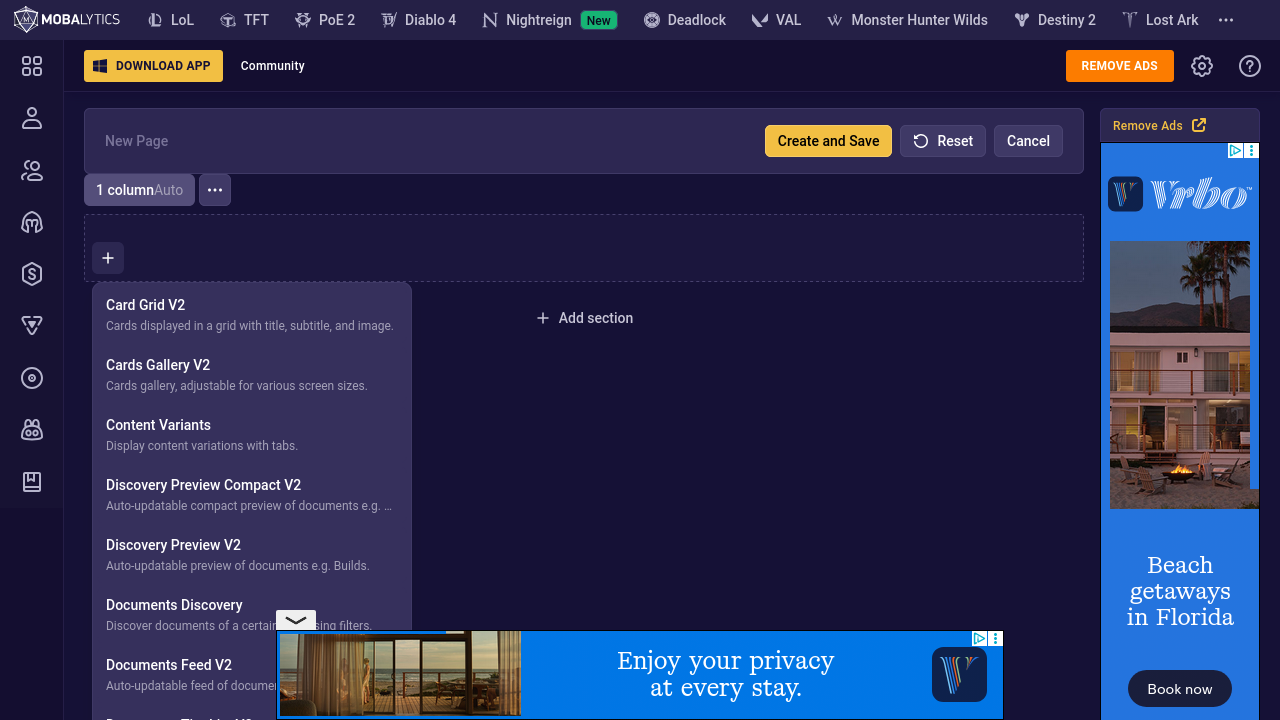 MOBALYTICS
LoL
TFT
PoE 2
Diablo 4
Nightreign New
Deadlock
VAL
Monster Hunter Wilds
Destiny 2
Lost Ark
DOWNLOAD APP
Community
REMOVE ADS
New Page
Create and Save
Reset
Cancel
Remove Ads
1 columnAuto
Vrbo™
Card Grid V2
Cards displayed in a grid with title, subtitle, and image.
Add section
Cards Gallery V2
Cards gallery, adjustable for various screen sizes.
Content Variants
Display content variations with tabs.
Discovery Preview Compact V2
Auto-updatable compact preview of documents e.g. …
Discovery Preview V2
Auto-updatable preview of documents e.g. Builds.
Documents Discovery
Discover documents of a certain
sing filters.
Documents Feed V2
Auto-updatable feed of documen
Enjoy your privacy
at every stay.
Beach
getaways
in Florida
Book now